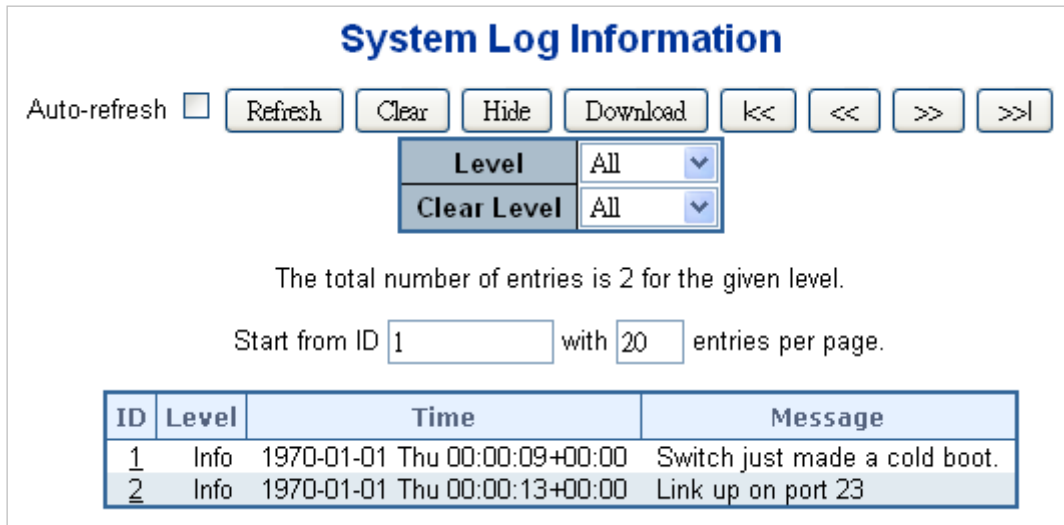 System Log Information
Auto-refresh Refresh Clear Hide Download |<< << >> >>|
Level All
Clear Level All
The total number of entries is 2 for the given level.
Start from ID 1 with 20 entries per page.
ID Level Time Message
1 Info 1970-01-01 Thu 00:00:09+00:00 Switch just made a cold boot.
2 Info 1970-01-01 Thu 00:00:13+00:00 Link up on port 23